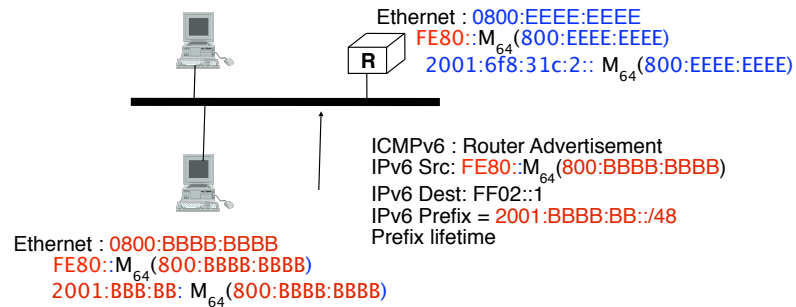 Ethernet : 0800:EEEE:EEEE
FE80::M64(800:EEEE:EEEE)
R
2001:6f8:31c:2:: M64(800:EEEE:EEEE)
ICMPv6 : Router Advertisement
IPv6 Src: FE80::M64(800:BBBB:BBBB)
IPv6 Dest: FF02::1
IPv6 Prefix = 2001:BBBB:BB::/48
Prefix lifetime
Ethernet : 0800:BBBB:BBBB
FE80::M64(800:BBBB:BBBB)
2001:BBB:BB: M64(800:BBBB:BBBB)